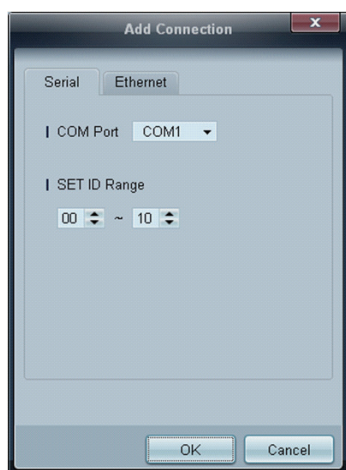 Add Connection
x
Serial Ethernet
COM Port COM1
SET ID Range
00 ~ 10
OK Cancel